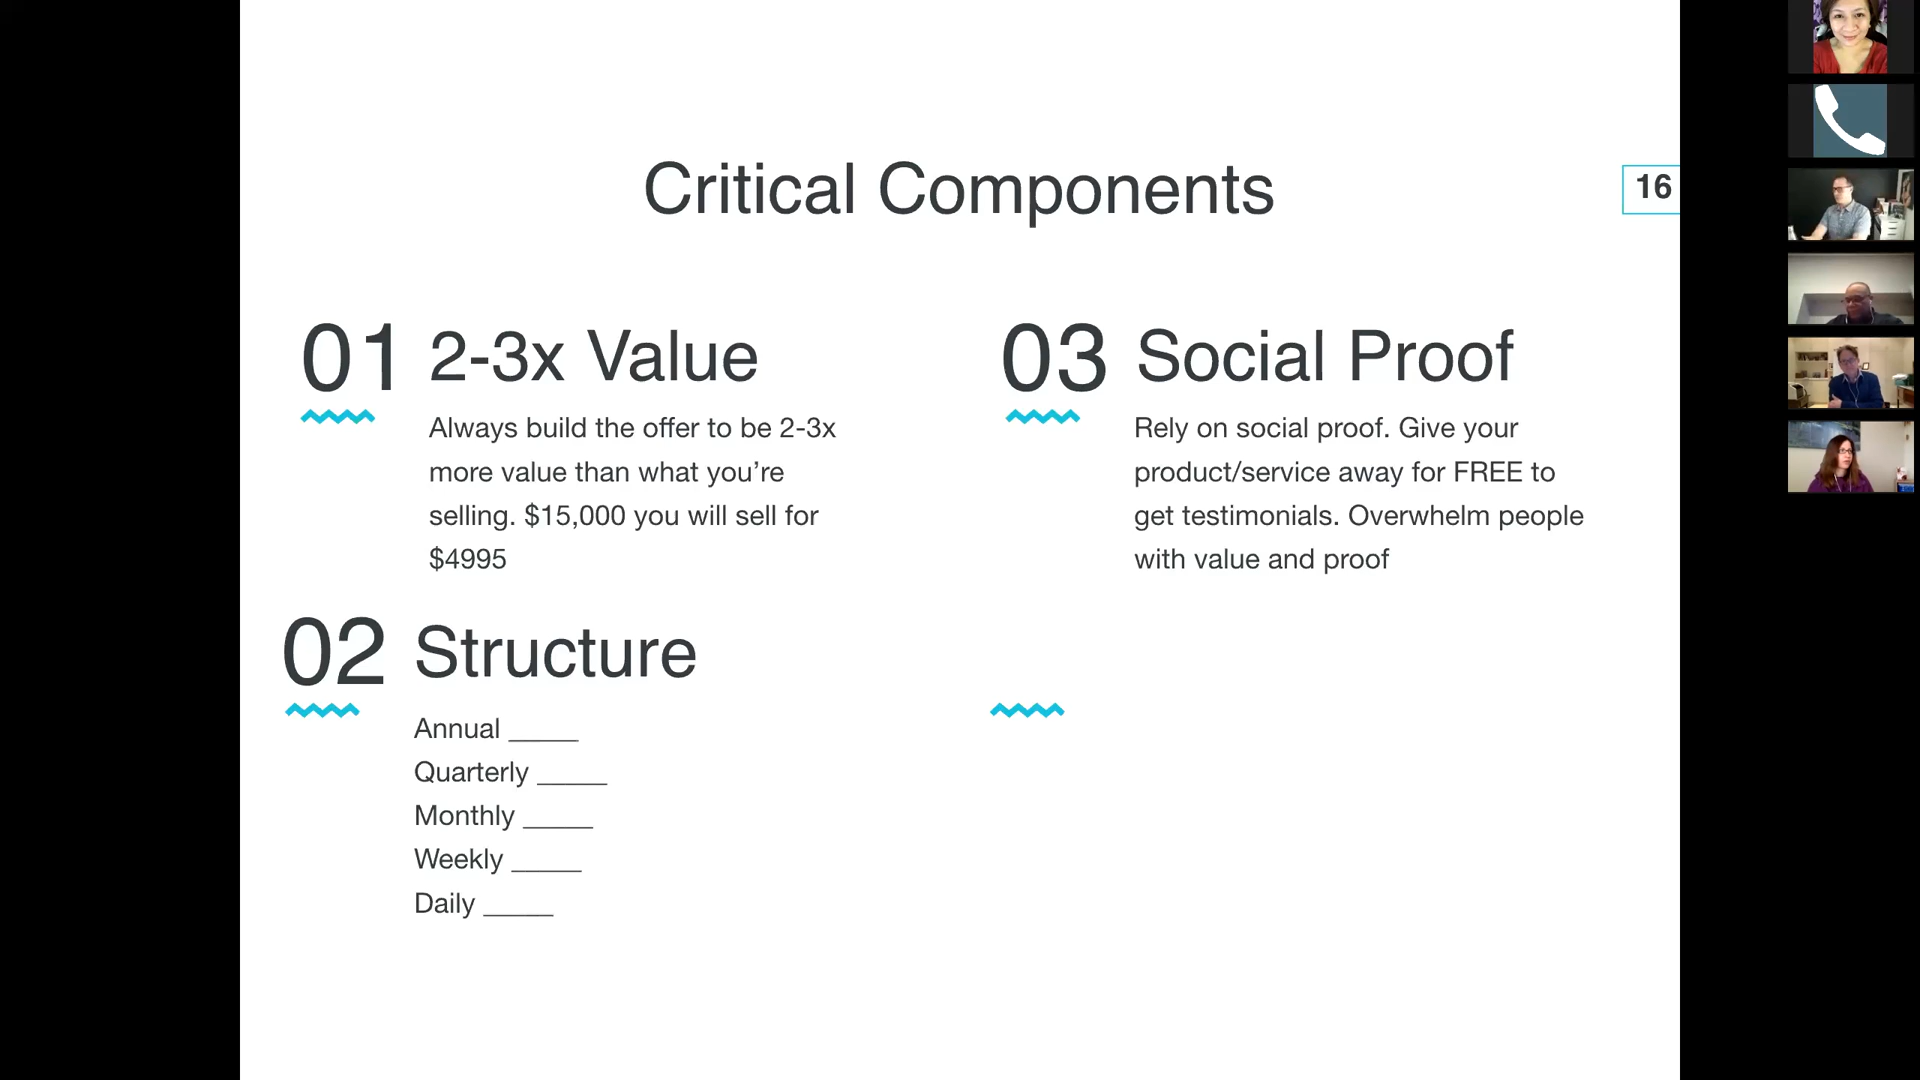 Critical Components
16
01 2-3x Value
Always build the offer to be 2-3x
more value than what you’re
selling. $15,000 you will sell for
$4995
02 Structure
Annual _____
Quarterly _____
Monthly _____
Weekly _____
Daily _____
03 Social Proof
Rely on social proof. Give your
product/service away for FREE to
get testimonials. Overwhelm people
with value and proof